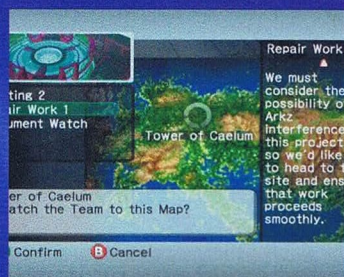 ting 2
air Work 1
ument Watch
Tower of Caelum
er of Caelum
atch the Team to this Map?
Confirm
B Cancel
Repair Work
We must
consider the
possibility o
Arkz
Interference
this project
so we'd like
to head to t
site and ens
that work
proceeds
smoothly.